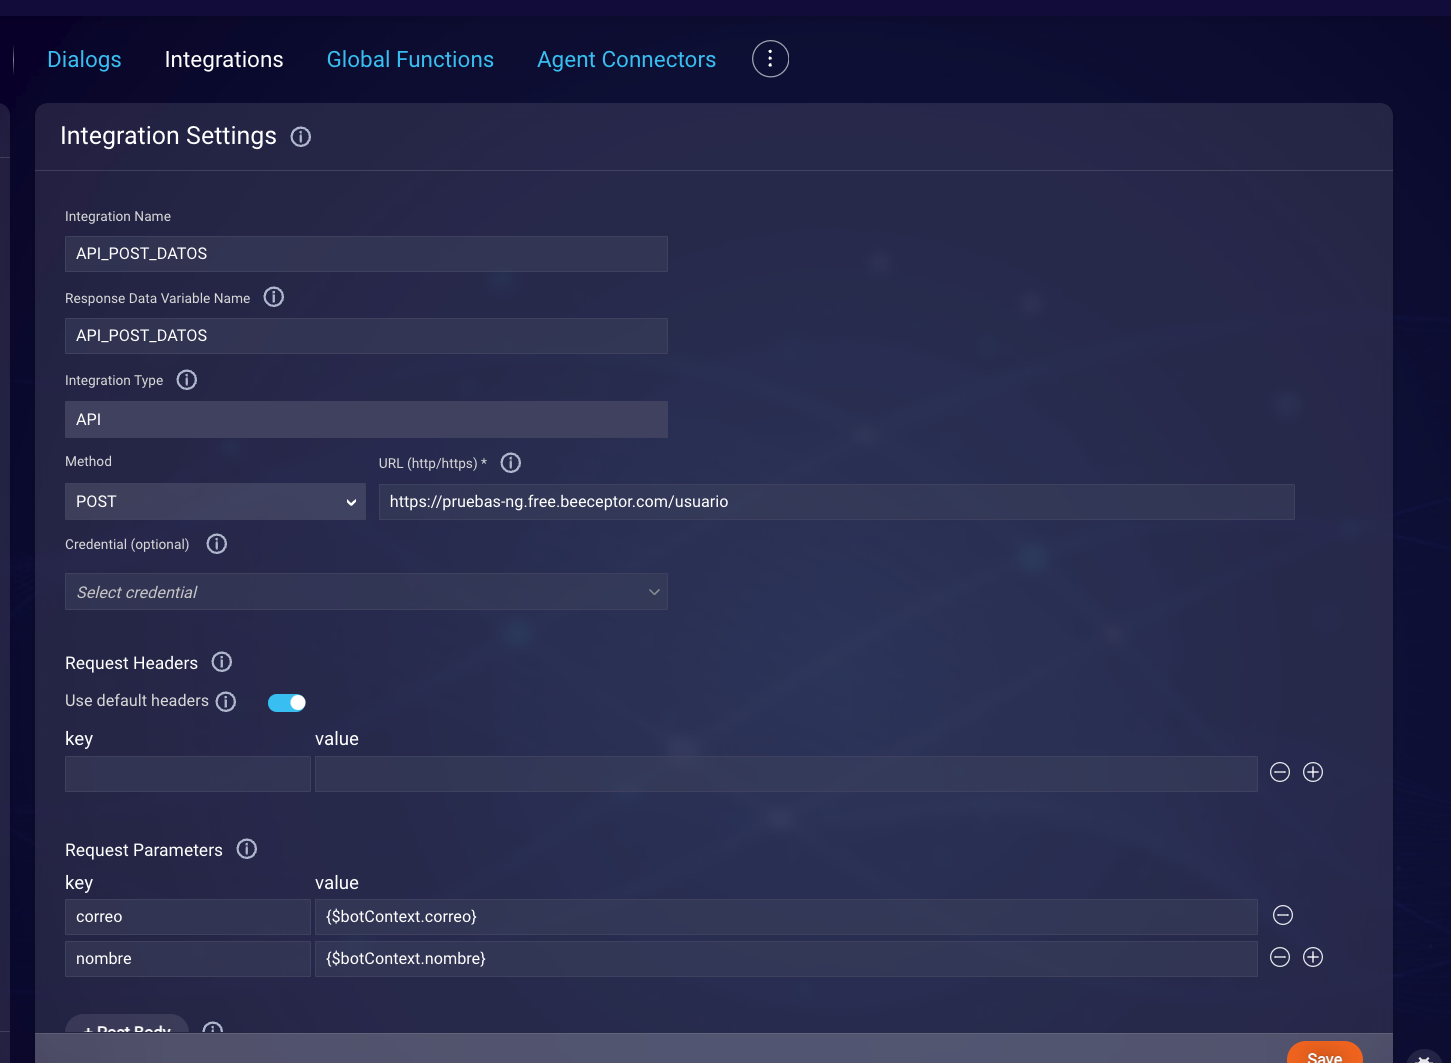 Dialogs Integrations Global Functions Agent Connectors
Integration Settings
Integration Name
API_POST_DATOS
Response Data Variable Name
API_POST_DATOS
Integration Type
API
Method URL (http/https) *
POST https://pruebas-ng.free.beeceptor.com/usuario
Credential (optional)
Select credential
Request Headers
Use default headers
key value
Request Parameters
key value
correo {$botContext.correo}
nombre {$botContext.nombre}
+ Post Body
Save